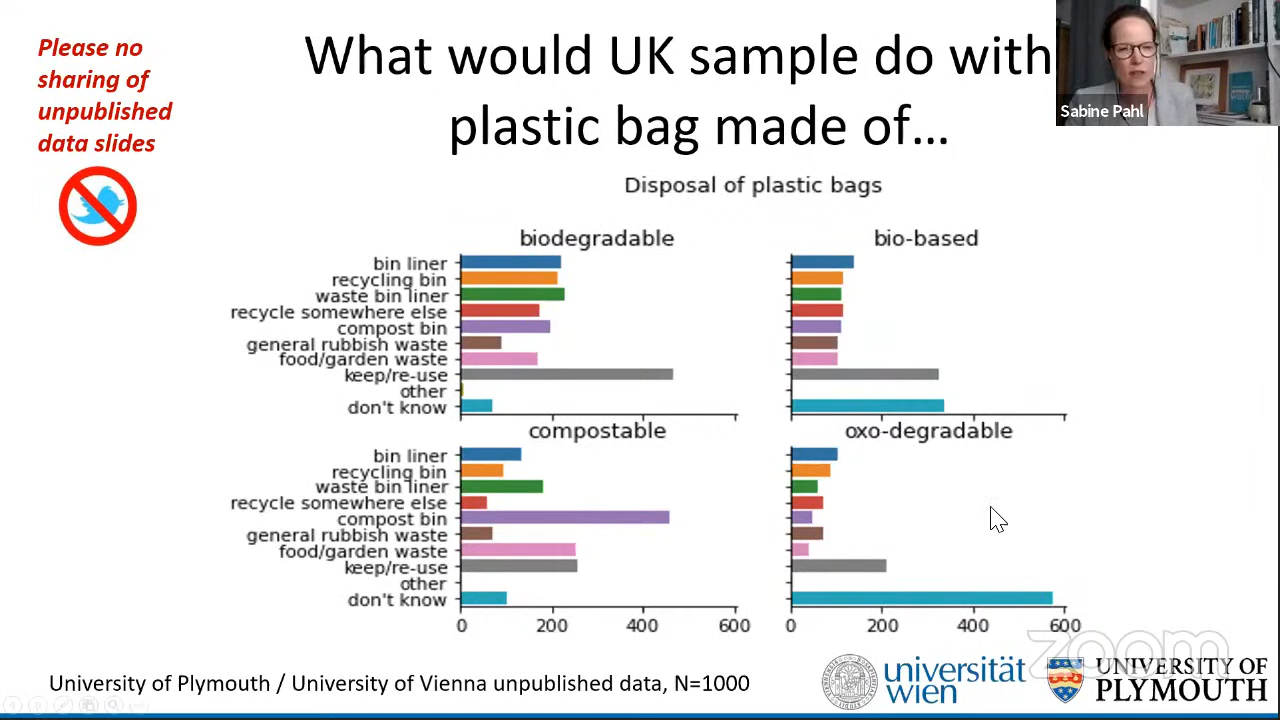 Please no
sharing of
unpublished
data slides
What would UK sample do with
plastic bag made of...
Sabine Pahl
Disposal of plastic bags
biodegradable
bio-based
bin liner
recycling bin
waste bin liner
recycle somewhere else
compost bin
general rubbish waste
food/garden waste
keep/re-use
other
don't know
compostable
oxo-degradable
bin liner
recycling bin
waste bin liner
recycle somewhere else
compost bin
general rubbish waste
food/garden waste
keep/re-use
other
don't know
0 200 400 600
0 200 400 600
zoom
University of Plymouth / University of Vienna unpublished data, N=1000
universität
wien
UNIVERSITY OF
PLYMOUTH